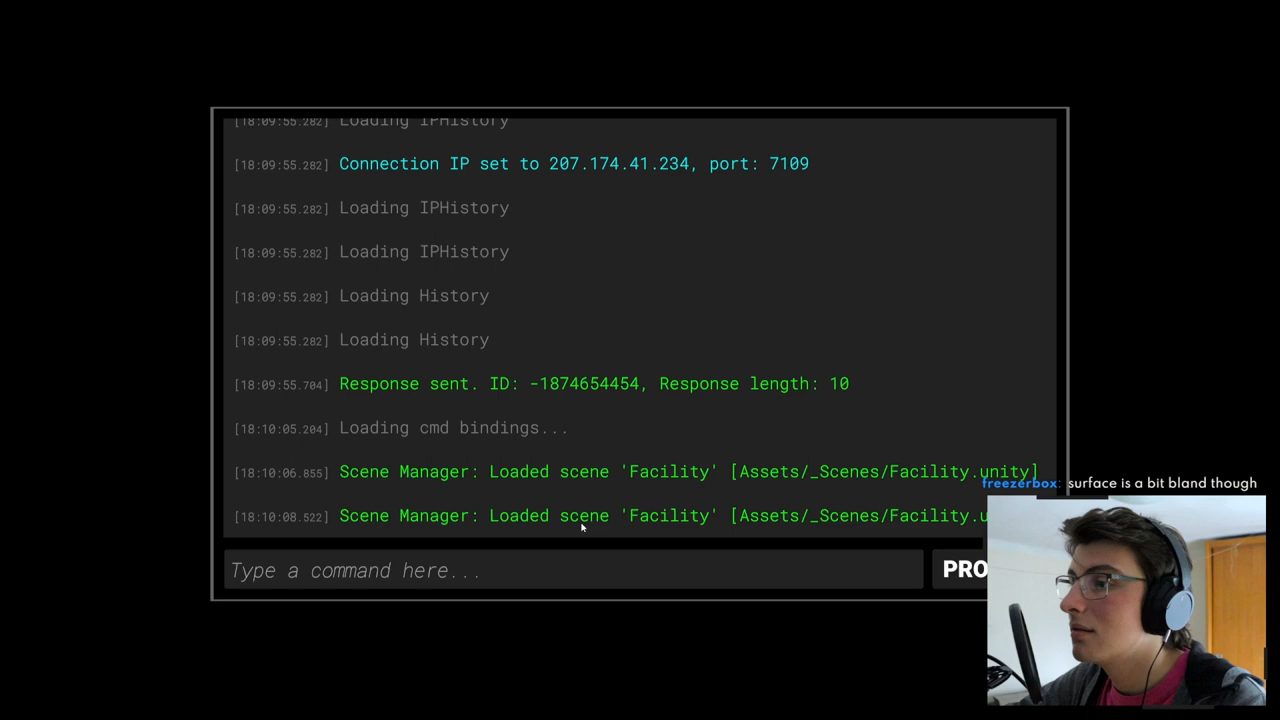 [18:09:55.282] Loading IPHistory
[18:09:55.282] Connection IP set to 207.174.41.234, port: 7109
[18:09:55.282] Loading IPHistory
[18:09:55.282] Loading IPHistory
[18:09:55.282] Loading History
[18:09:55.282] Loading History
[18:09:55.704] Response sent. ID: -1874654454, Response length: 10
[18:10:05.204] Loading cmd bindings...
[18:10:06.855] Scene Manager: Loaded scene 'Facility' [Assets/_Scenes/Facility.unity]
freezerbox: surface is a bit bland though
[18:10:08.522] Scene Manager: Loaded scene 'Facility' [Assets/_Scenes/Facility.u
Type a command here...
PRO